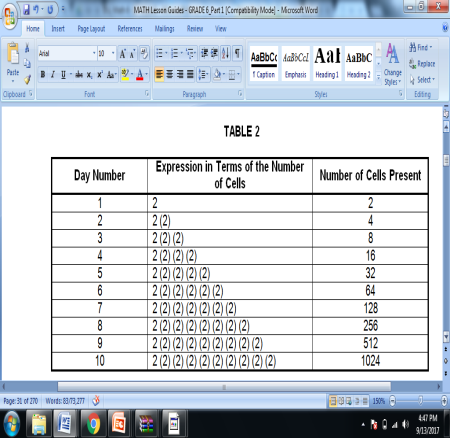 MATH Lesson Guides - GRADE 6_Part 1 [Compatibility Mode] - Microsoft Word
Home Insert Page Layout References Mailings Review View
Paste
Arial 10
AaBbCc AaBbCcL AaB AaBbC
¶ Caption Emphasis Heading 1 Heading 2
Change Styles
Find
Replace
Select
Clipboard Font Paragraph Styles Editing
TABLE 2
Day Number Expression in Terms of the Number of Cells Number of Cells Present
1 2 2
2 2 (2) 4
3 2 (2) (2) 8
4 2 (2) (2) (2) 16
5 2 (2) (2) (2) (2) 32
6 2 (2) (2) (2) (2) (2) 64
7 2 (2) (2) (2) (2) (2) (2) 128
8 2 (2) (2) (2) (2) (2) (2) (2) 256
9 2 (2) (2) (2) (2) (2) (2) (2) (2) 512
10 2 (2) (2) (2) (2) (2) (2) (2) (2) (2) 1024
Page: 31 of 270 Words: 83/73,277 150%
4:47 PM
9/13/2017